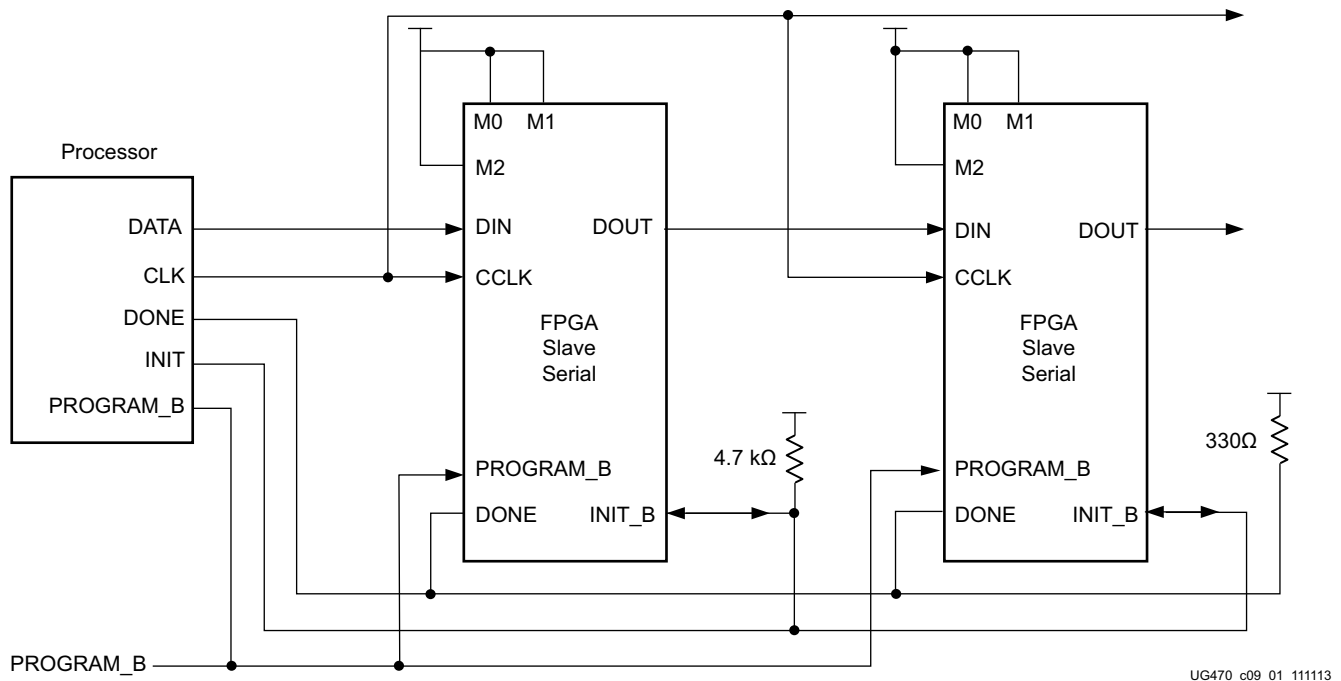 Processor
DATA
CLK
DONE
INIT
PROGRAM_B
M0 M1
M2
DIN DOUT
CCLK
FPGA
Slave
Serial
PROGRAM_B
DONE INIT_B
4.7 kΩ
M0 M1
M2
DIN DOUT
CCLK
FPGA
Slave
Serial
PROGRAM_B
DONE INIT_B
330Ω
PROGRAM_B
UG470_c09_01_111113